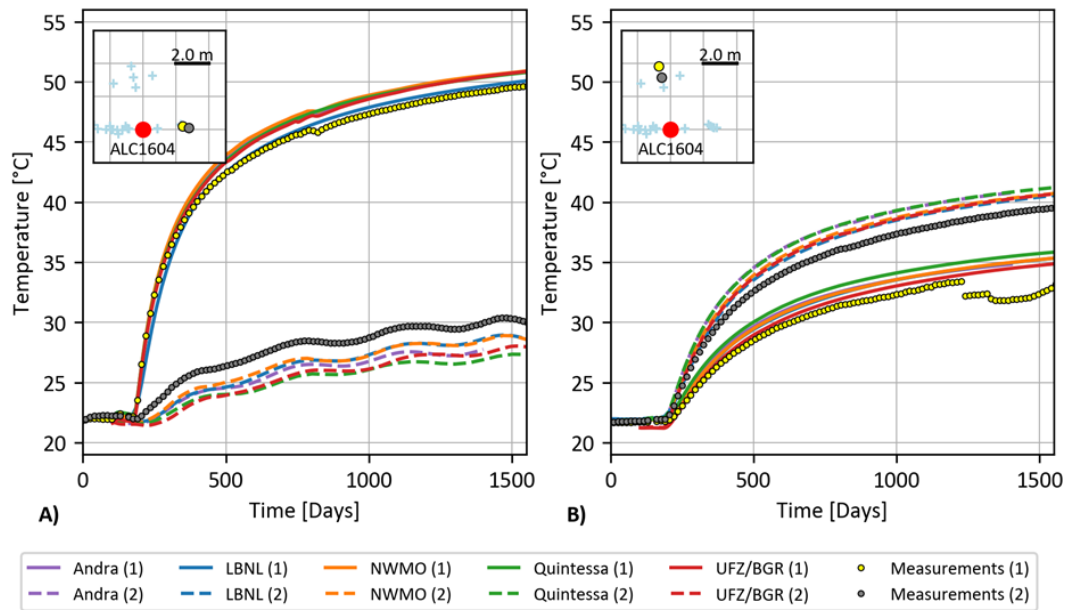 55
50
45
40
35
30
25
20
Temperature [°C]
2.0 m
ALC1604
0
500
1000
1500
Time [Days]
A)
55
50
45
40
35
30
25
20
Temperature [°C]
2.0 m
ALC1604
0
500
1000
1500
Time [Days]
B)
Andra (1) LBNL (1) NWMO (1) Quintessa (1) UFZ/BGR (1) Measurements (1)
Andra (2) LBNL (2) NWMO (2) Quintessa (2) UFZ/BGR (2) Measurements (2)